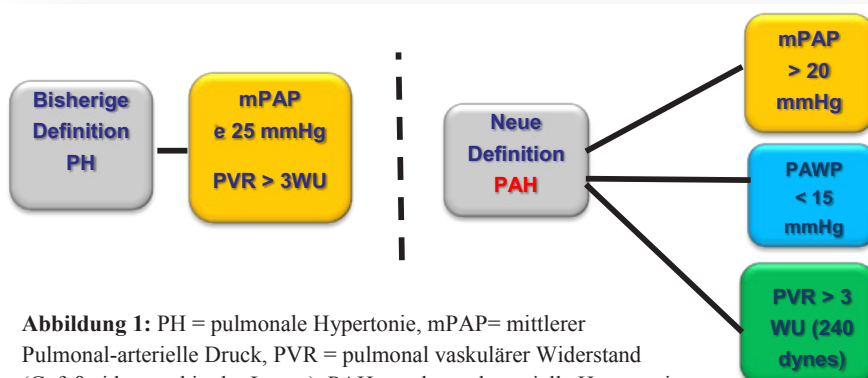 Bisherige
Definition
PH
mPAP
e 25 mmHg
PVR > 3WU
Neue
Definition
PAH
mPAP
> 20
mmHg
PAWP
< 15
mmHg
PVR > 3
WU (240
dynes)
Abbildung 1: PH = pulmonale Hypertonie, mPAP= mittlerer
Pulmonal-arterielle Druck, PVR = pulmonal vaskulärer Widerstand